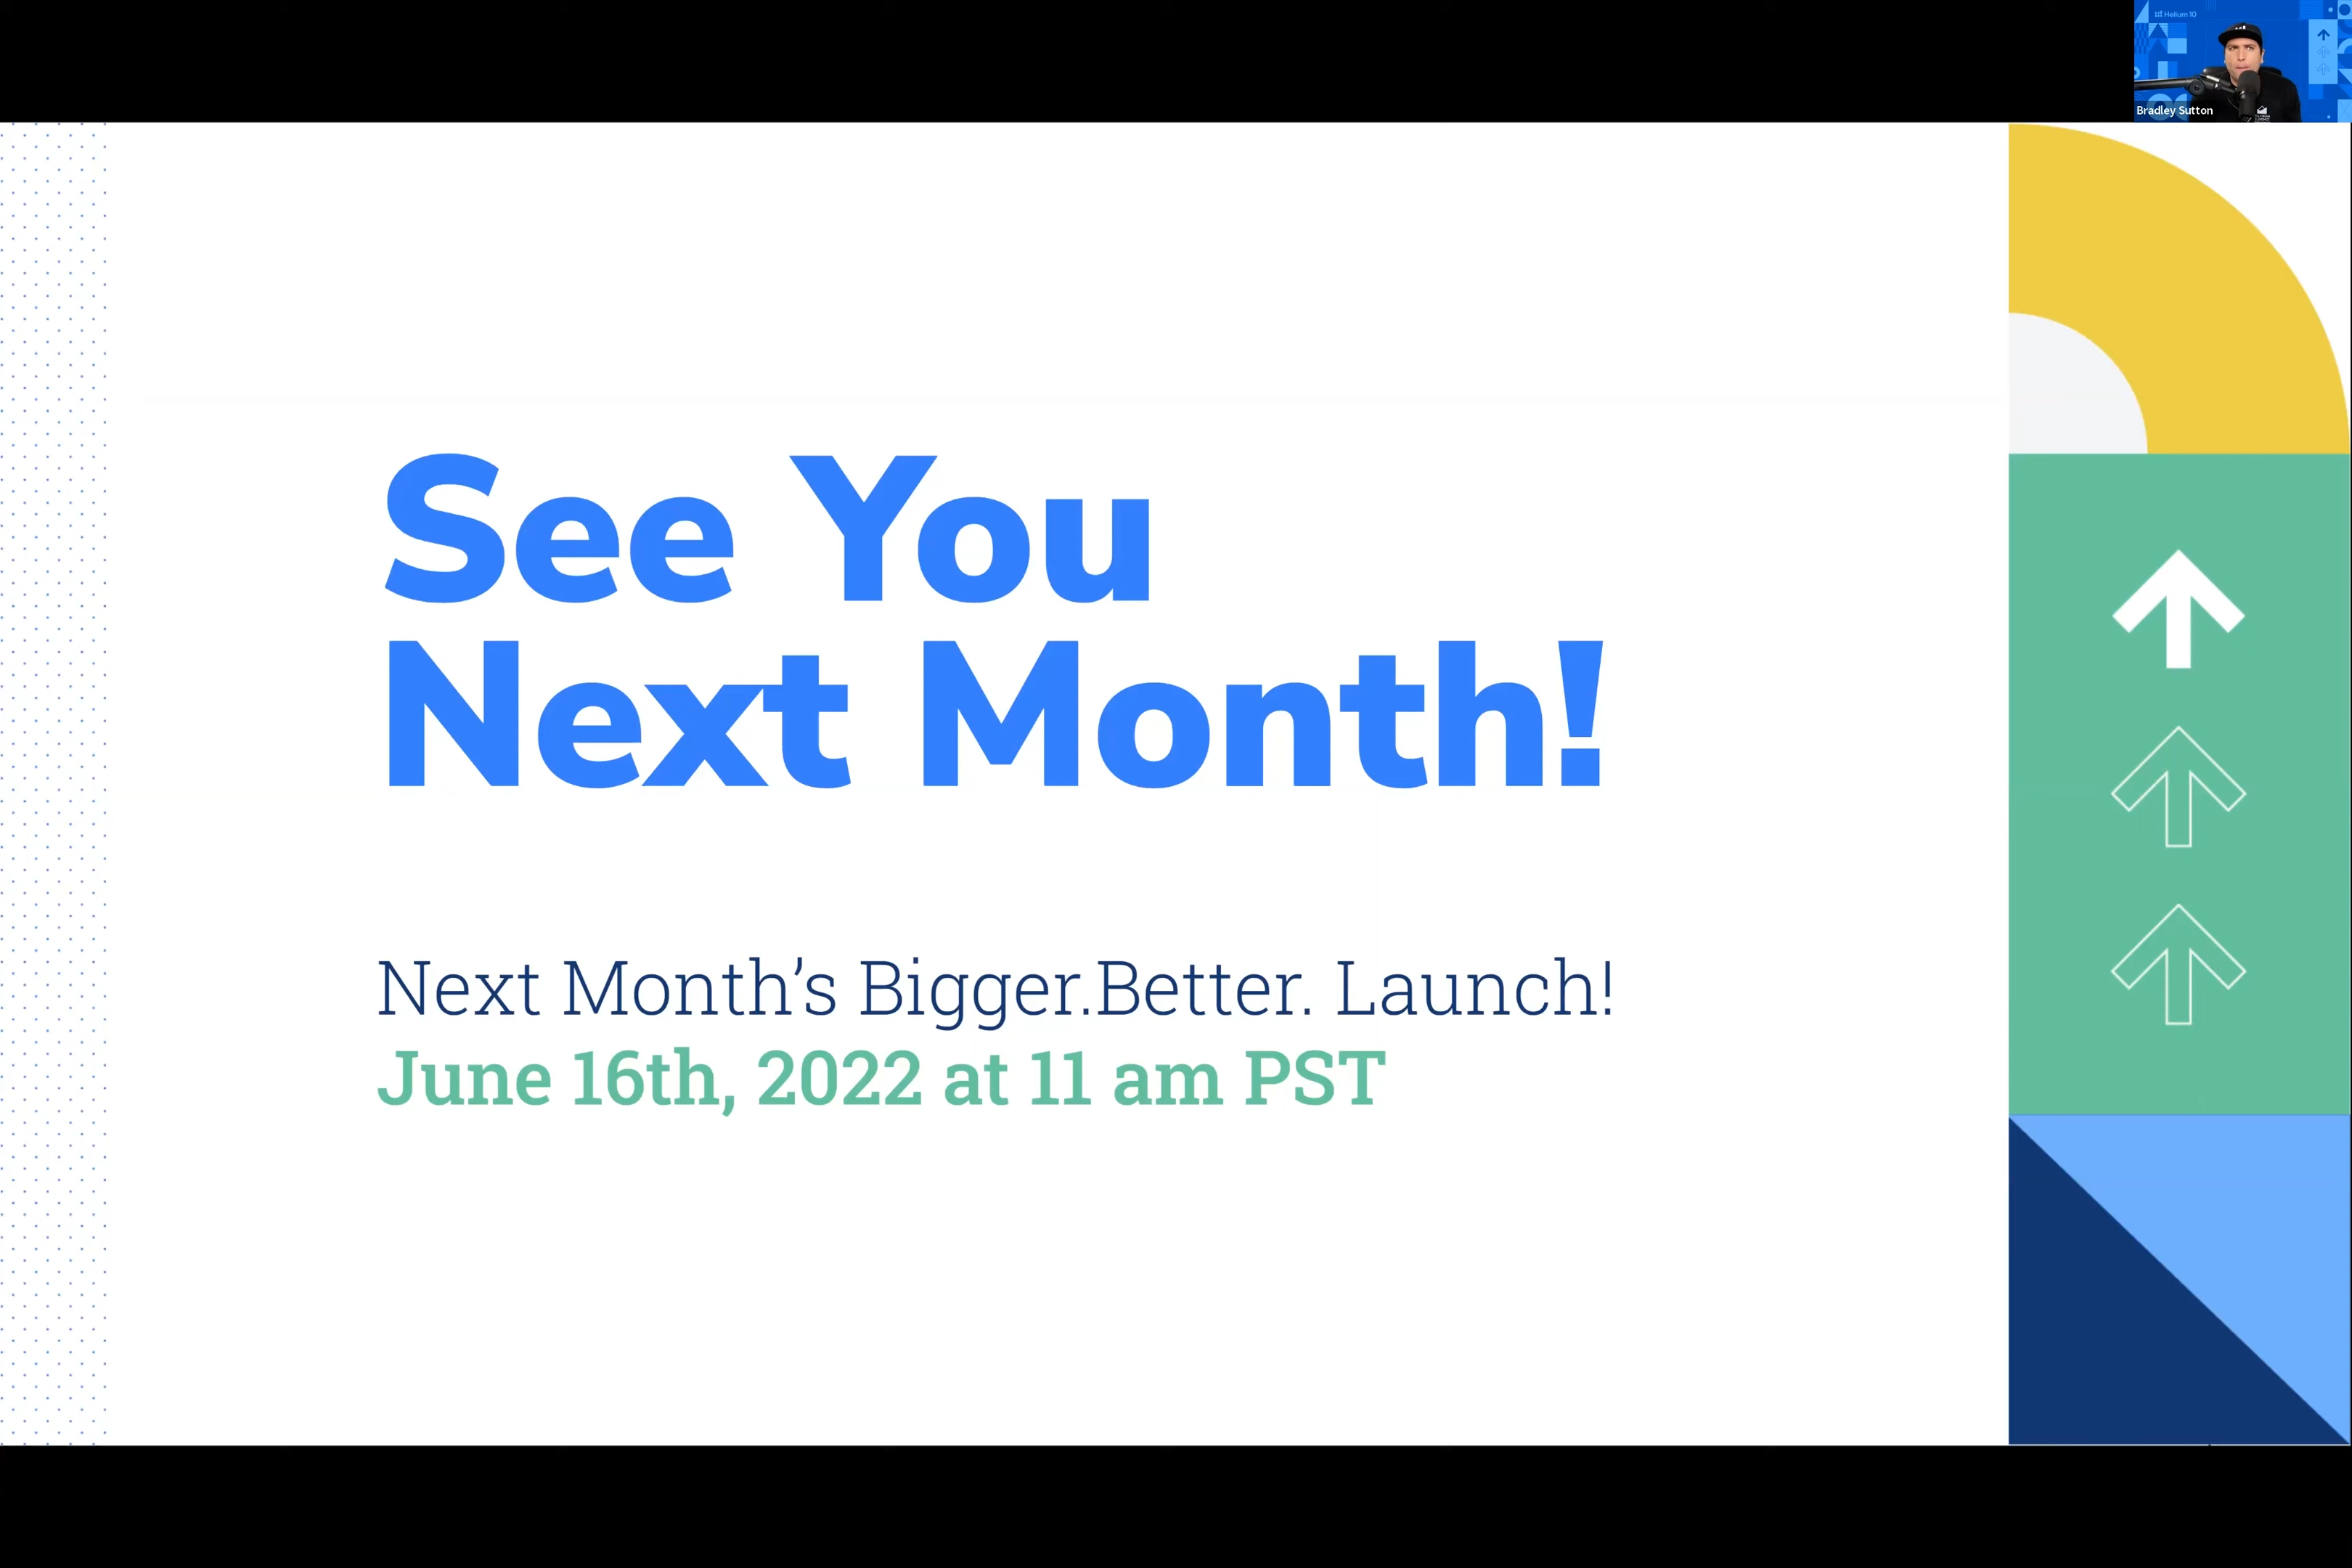 Helium 10
Bradley Sutton
See You
Next Month!
Next Month’s Bigger.Better. Launch!
June 16th, 2022 at 11 am PST